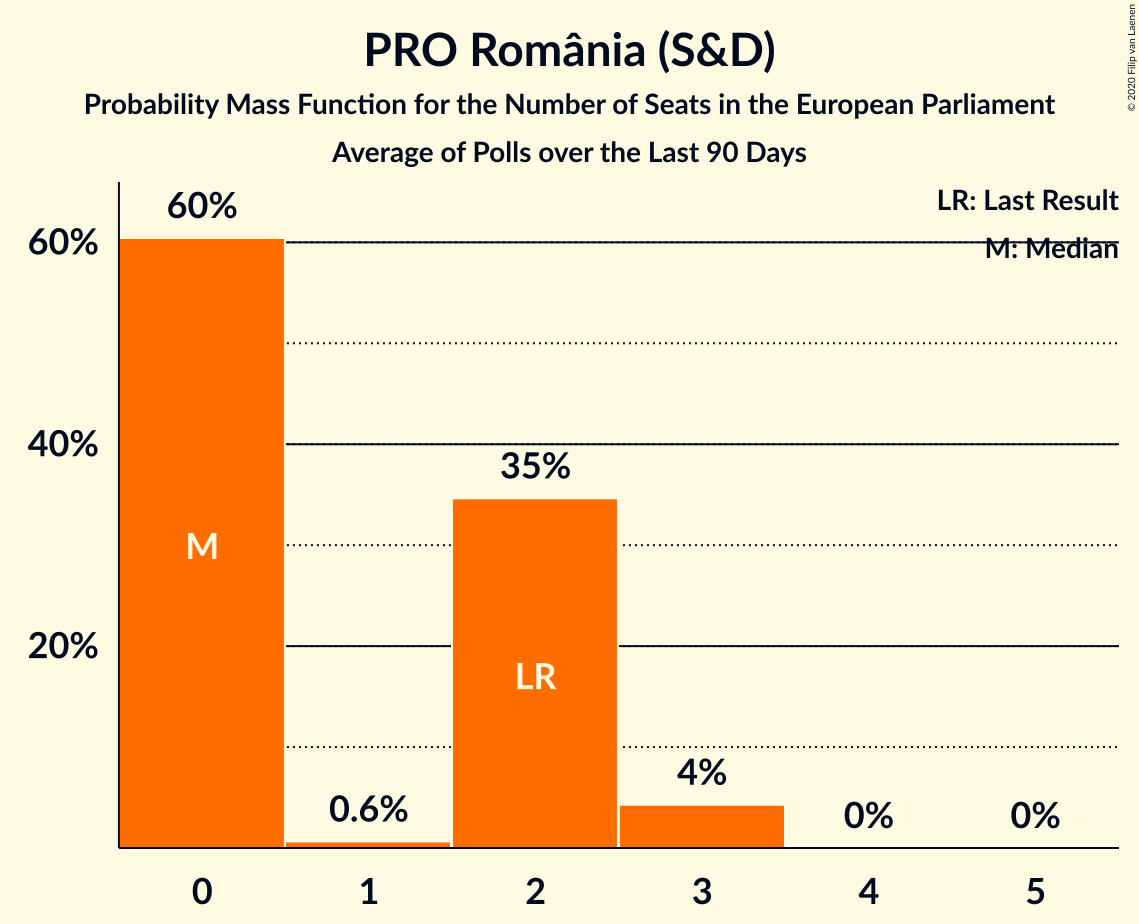 PRO România (S&D)
Probability Mass Function for the Number of Seats in the European Parliament
Average of Polls over the Last 90 Days
© 2020 Filip van Laenen
LR: Last Result
M: Median
60%
60%
40%
35%
M
20%
LR
4%
0.6%
0%
0%
0
1
2
3
4
5